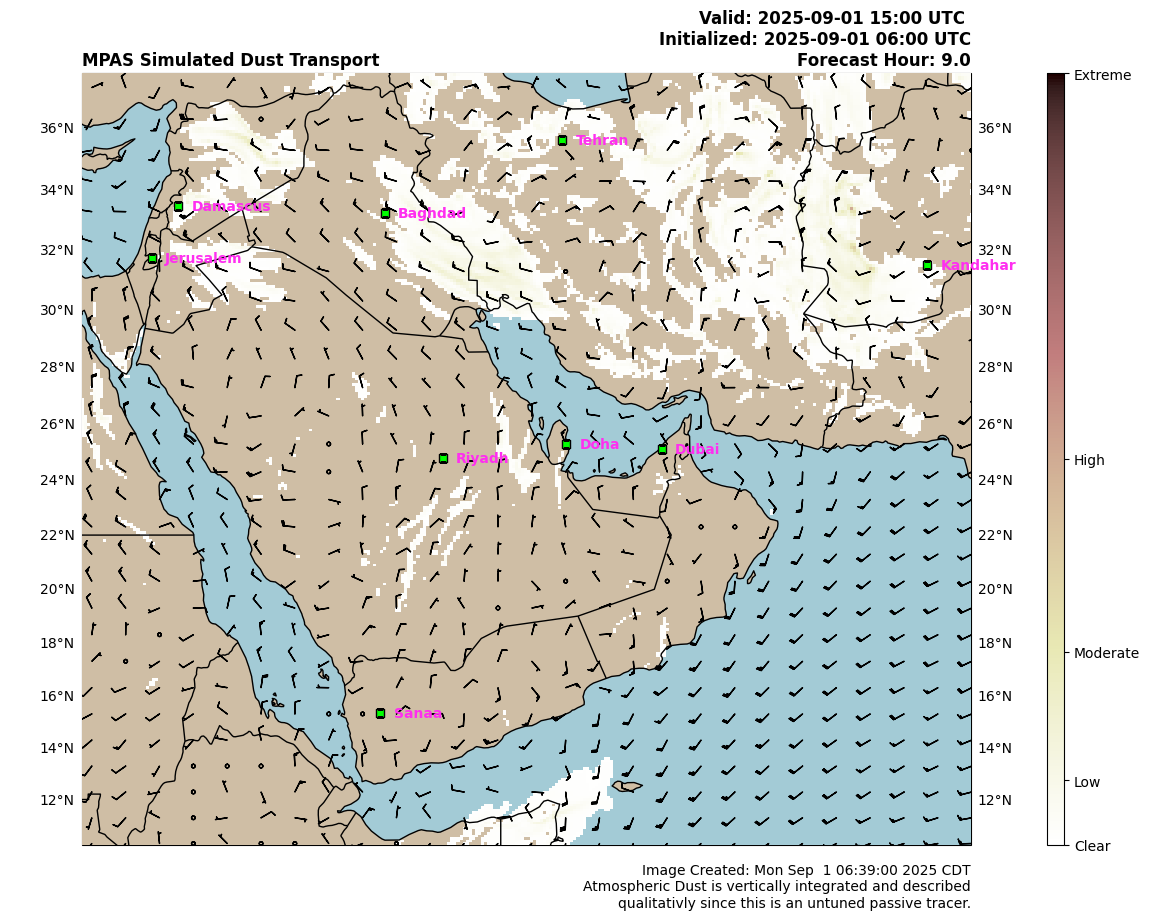 Valid: 2025-09-01 15:00 UTC
Initialized: 2025-09-01 06:00 UTC
MPAS Simulated Dust Transport
Forecast Hour: 9.0
Extreme
36°N
36°N
Tehran
34°N
34°N
Damascus
Baghdad
32°N
32°N
Jerusalem
Kandahar
30°N
30°N
28°N
28°N
26°N
26°N
Doha
Dubai
Riyadh
High
24°N
24°N
22°N
22°N
20°N
20°N
18°N
18°N
Moderate
16°N
16°N
Sanaa
14°N
14°N
Low
12°N
12°N
Clear
Image Created: Mon Sep  1 06:39:00 2025 CDT
Atmospheric Dust is vertically integrated and described
qualitativly since this is an untuned passive tracer.